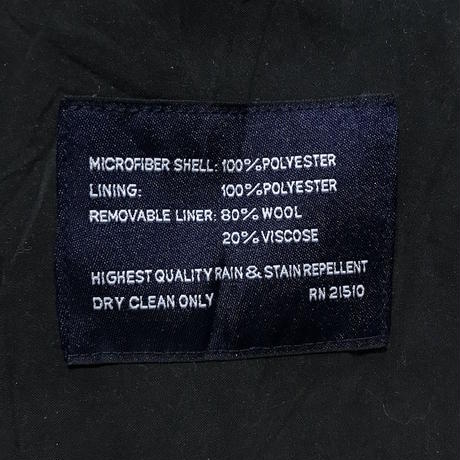 MICROFIBER SHELL: 100% POLYESTER
LINING: 100% POLYESTER
REMOVABLE LINER: 80% WOOL
20% VISCOSE
HIGHEST QUALITY RAIN & STAIN REPELLENT
DRY CLEAN ONLY RN 21510